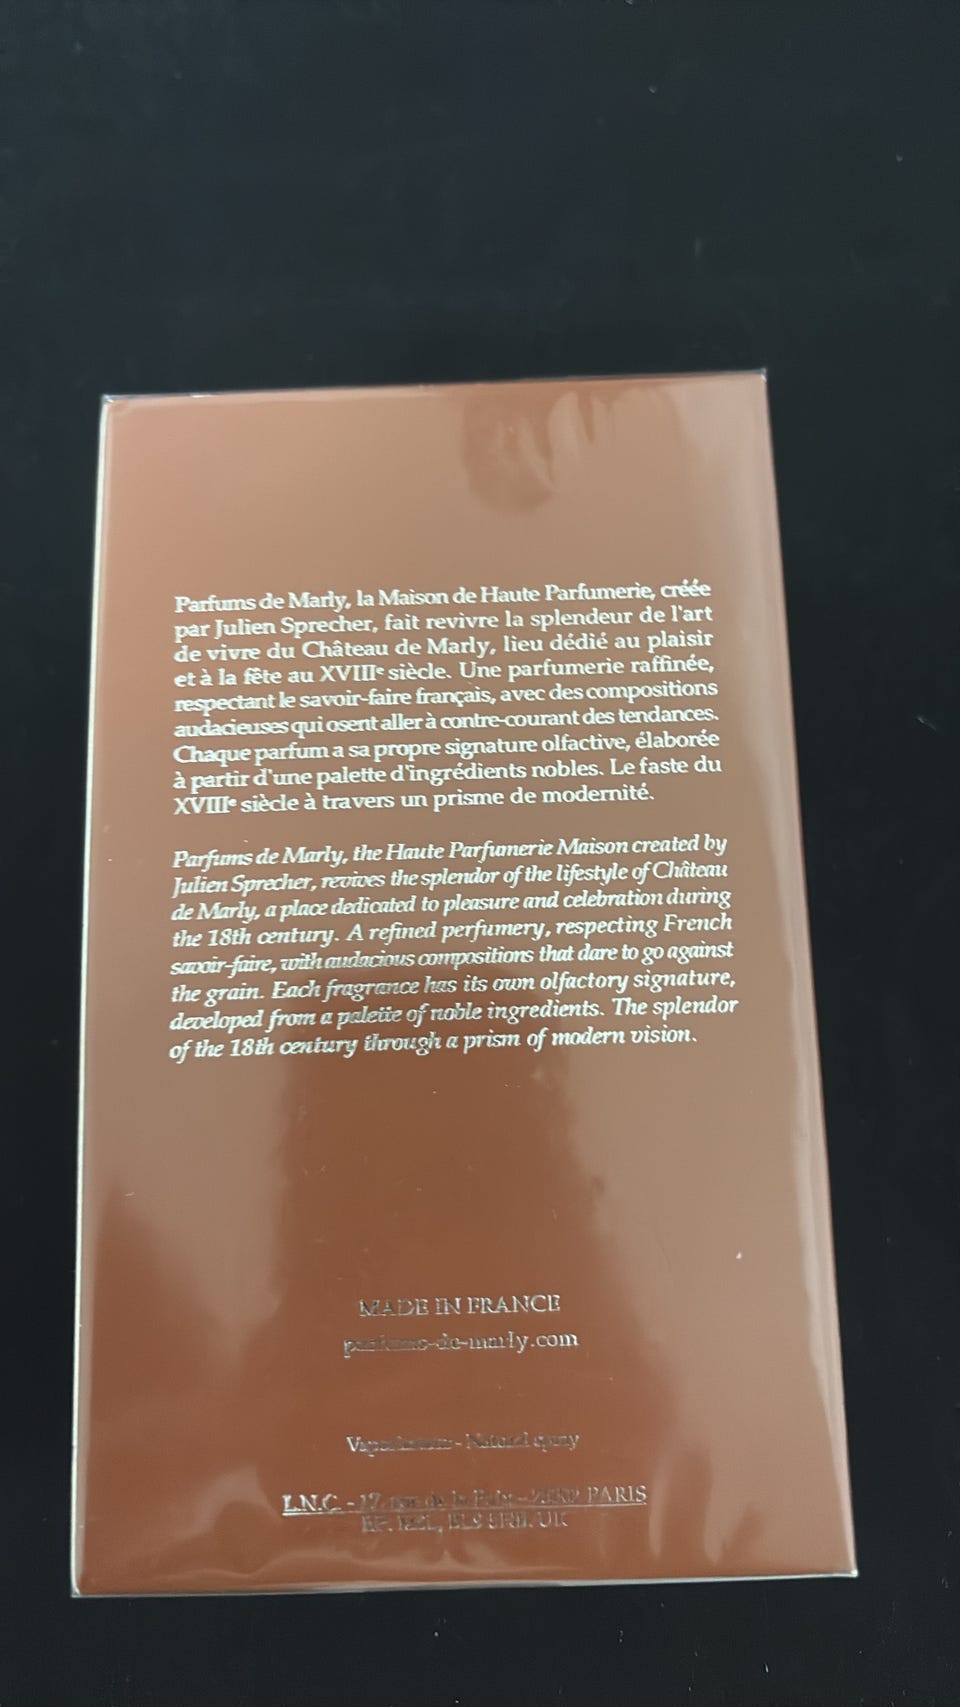 Parfums de Marly, la Maison de Haute Parfumerie, créée
par Julien Sprecher, fait revivre la splendeur de l'art
de vivre du Château de Marly, lieu dédié au plaisir
et à la fête au XVIIIᵉ siècle. Une parfumerie raffinée,
respectant le savoir-faire français, avec des compositions
audacieuses qui osent aller à contre-courant des tendances.
Chaque parfum a sa propre signature olfactive, élaborée
à partir d'une palette d'ingrédients nobles. Le faste du
XVIIIᵉ siècle à travers un prisme de modernité.
Parfums de Marly, the Haute Parfumerie Maison created by
Julien Sprecher, revives the splendor of the lifestyle of Château
de Marly, a place dedicated to pleasure and celebration during
the 18th century. A refined perfumery, respecting French
savoir-faire, with audacious compositions that dare to go against
the grain. Each fragrance has its own olfactory signature,
developed from a palette of noble ingredients. The splendor
of the 18th century through a prism of modern vision.
MADE IN FRANCE
parfums-de-marly.com
Natural spray
L.N.C. - PARIS
UK